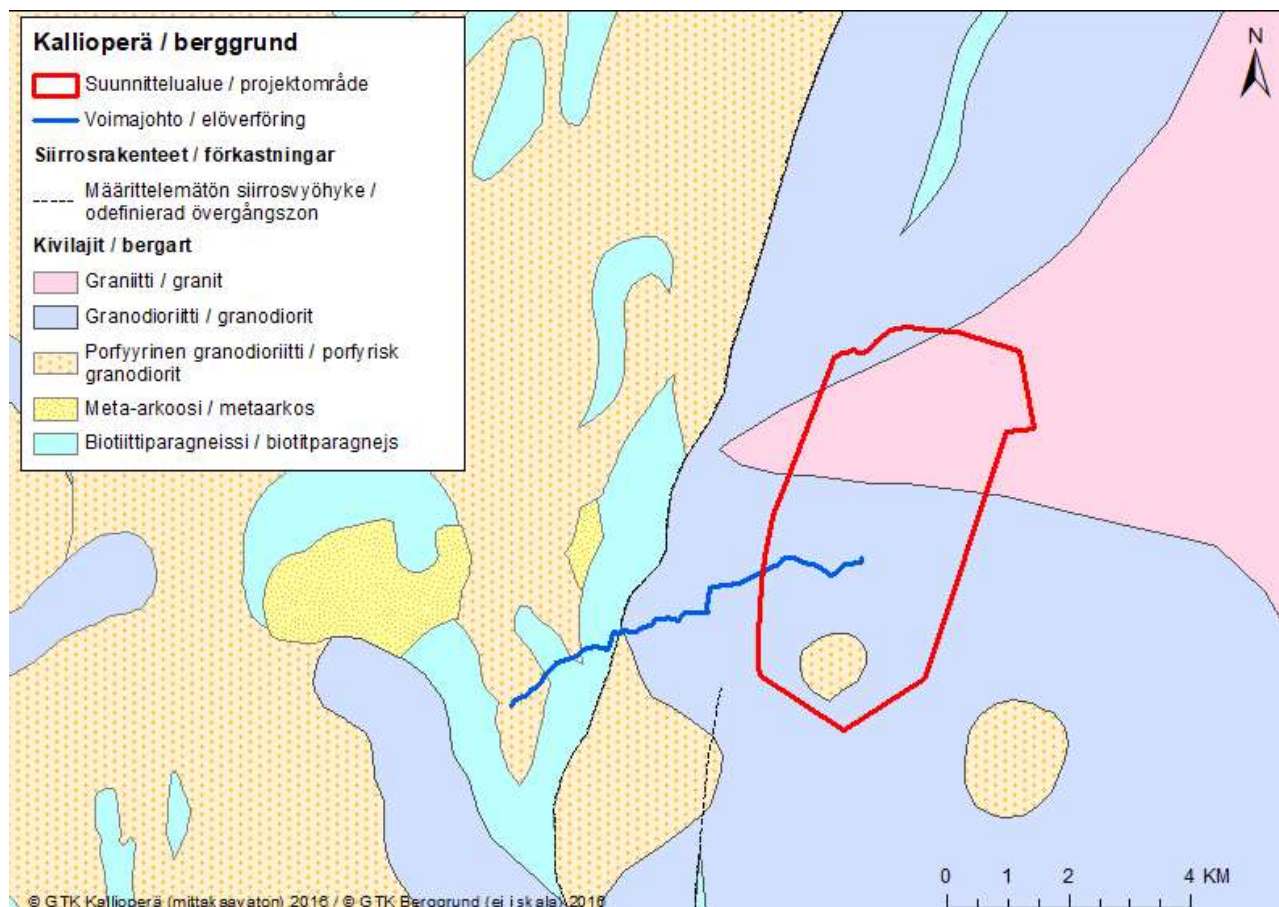 Kallioperä / berggrund
Suunnittelualue / projektområde
Voimajohto / elöverföring
Siirrosrakenteet / förkastningar
Määrittelemätön siirrosvyöhyke /
odefinierad övergångszon
Kivilajit / bergart
Graniitti / granit
Granodioriitti / granodiorit
Porfyyrinen granodioriitti / porfyrisk
granodiorit
Meta-arkoosi / metaarkos
Biotiittiparagneissi / biotitparagnejs
N
0 1 2 4 KM
© GTK Kallioperä (mittakaavaton) 2016 / © GTK Berggrund (ej i skala) 2016